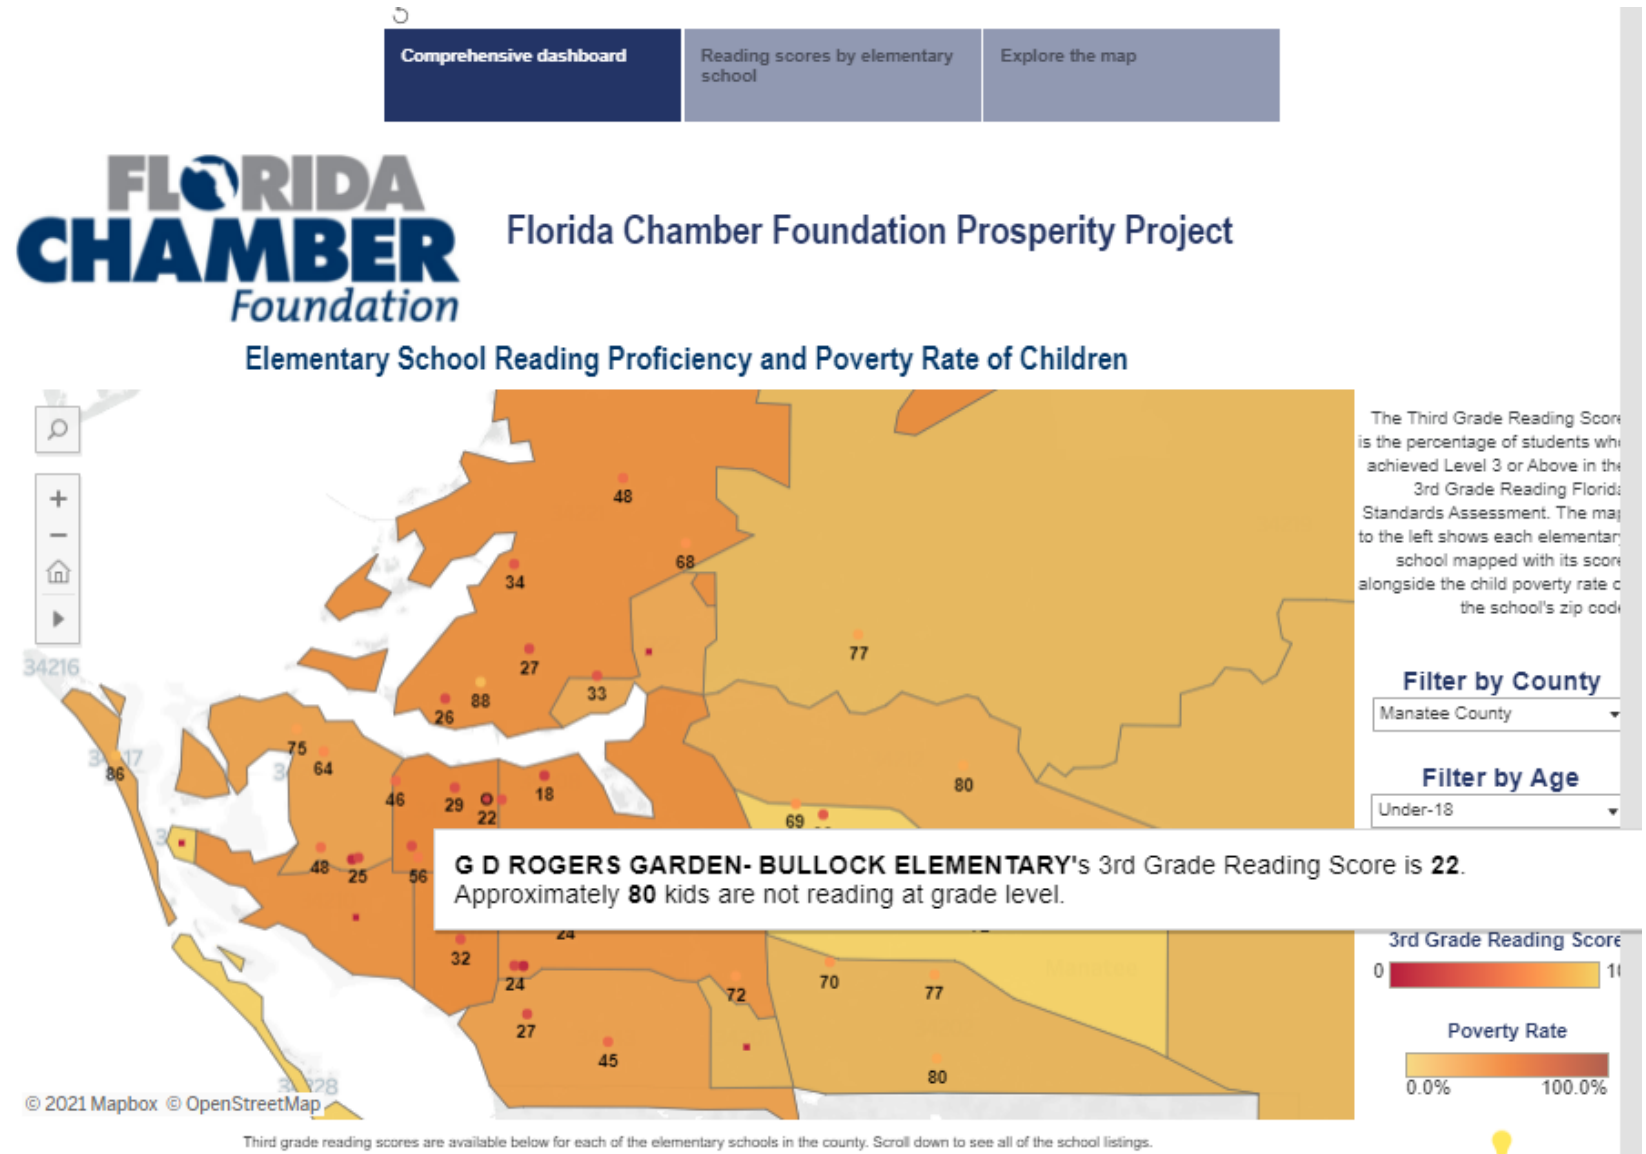 Comprehensive dashboard
Reading scores by elementary
school
Explore the map
FLORIDA
CHAMBER
Foundation
Florida Chamber Foundation Prosperity Project
Elementary School Reading Proficiency and Poverty Rate of Children
The Third Grade Reading Score
is the percentage of students who
achieved Level 3 or Above in the
3rd Grade Reading Florida
Standards Assessment. The map
to the left shows each elementary
school mapped with its score
alongside the child poverty rate o
the school's zip code
48
68
34
77
34216
27
33
88
26
75
64
86
80
46
29
22
18
69
48
25
56
Filter by County
Manatee County
Filter by Age
Under-18
G D ROGERS GARDEN- BULLOCK ELEMENTARY's 3rd Grade Reading Score is 22.
Approximately 80 kids are not reading at grade level.
24
32
24
72
70
77
27
45
80
3rd Grade Reading Score
0
Poverty Rate
0.0% 100.0%
© 2021 Mapbox © OpenStreetMap
Third grade reading scores are available below for each of the elementary schools in the county. Scroll down to see all of the school listings.